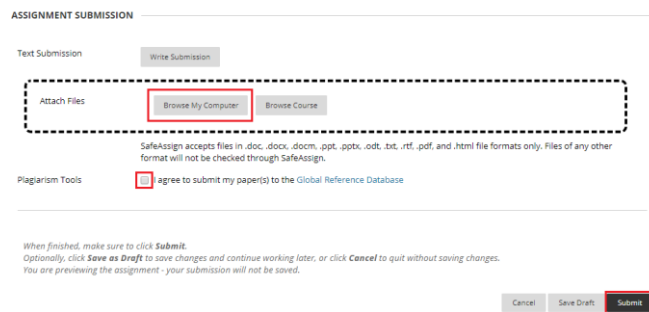 ASSIGNMENT SUBMISSION
Text Submission
Write Submission
Attach Files
Browse My Computer
Browse Course
SafeAssign accepts files in .doc, .docx, .docm, .ppt, .pptx, .odt, .txt, .rtf, .pdf, and .html file formats only. Files of any other
format will not be checked through SafeAssign.
Plagiarism Tools
I agree to submit my paper(s) to the Global Reference Database
When finished, make sure to click Submit.
Optionally, click Save as Draft to save changes and continue working later, or click Cancel to quit without saving changes.
You are previewing the assignment - your submission will not be saved.
Cancel
Save Draft
Submit